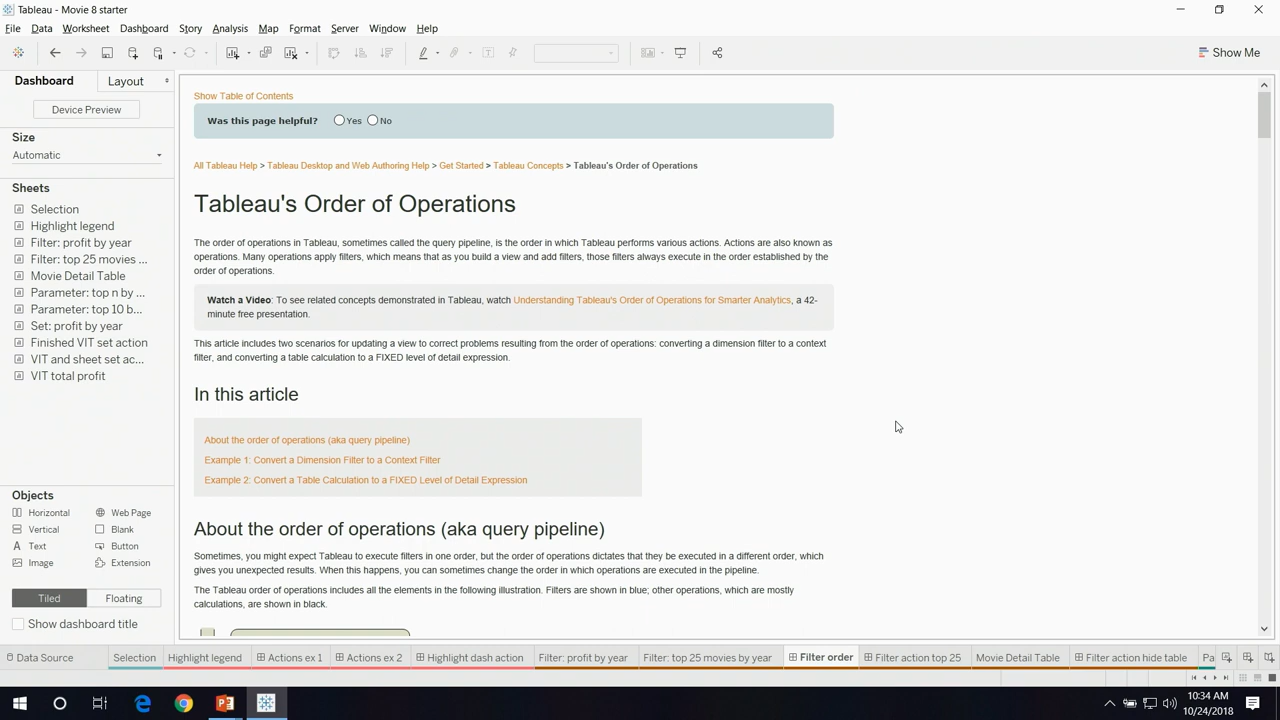 Tableau - Movie 8 starter
File Data Worksheet Dashboard Story Analysis Map Format Server Window Help
Show Me
Dashboard Layout
Device Preview
Size
Automatic
Sheets
Selection
Highlight legend
Filter: profit by year
Filter: top 25 movies ...
Movie Detail Table
Parameter: top n by ...
Parameter: top 10 b...
Set: profit by year
Finished VIT set action
VIT and sheet set ac...
VIT total profit
Objects
Horizontal Web Page
Vertical Blank
Text Button
Image Extension
Tiled Floating
Show dashboard title
Show Table of Contents
Was this page helpful? Yes No
All Tableau Help > Tableau Desktop and Web Authoring Help > Get Started > Tableau Concepts > Tableau's Order of Operations
Tableau's Order of Operations
The order of operations in Tableau, sometimes called the query pipeline, is the order in which Tableau performs various actions. Actions are also known as
operations. Many operations apply filters, which means that as you build a view and add filters, those filters always execute in the order established by the
order of operations.
Watch a Video: To see related concepts demonstrated in Tableau, watch Understanding Tableau's Order of Operations for Smarter Analytics, a 42-
minute free presentation.
This article includes two scenarios for updating a view to correct problems resulting from the order of operations: converting a dimension filter to a context
filter, and converting a table calculation to a FIXED level of detail expression.
In this article
About the order of operations (aka query pipeline)
Example 1: Convert a Dimension Filter to a Context Filter
Example 2: Convert a Table Calculation to a FIXED Level of Detail Expression
About the order of operations (aka query pipeline)
Sometimes, you might expect Tableau to execute filters in one order, but the order of operations dictates that they be executed in a different order, which
gives you unexpected results. When this happens, you can sometimes change the order in which operations are executed in the pipeline.
The Tableau order of operations includes all the elements in the following illustration. Filters are shown in blue; other operations, which are mostly
calculations, are shown in black.
Data Source Selection Highlight legend Actions ex 1 Actions ex 2 Highlight dash action Filter: profit by year Filter: top 25 movies by year Filter order Filter action top 25 Movie Detail Table Filter action hide table Pa
10:34 AM
10/24/2018